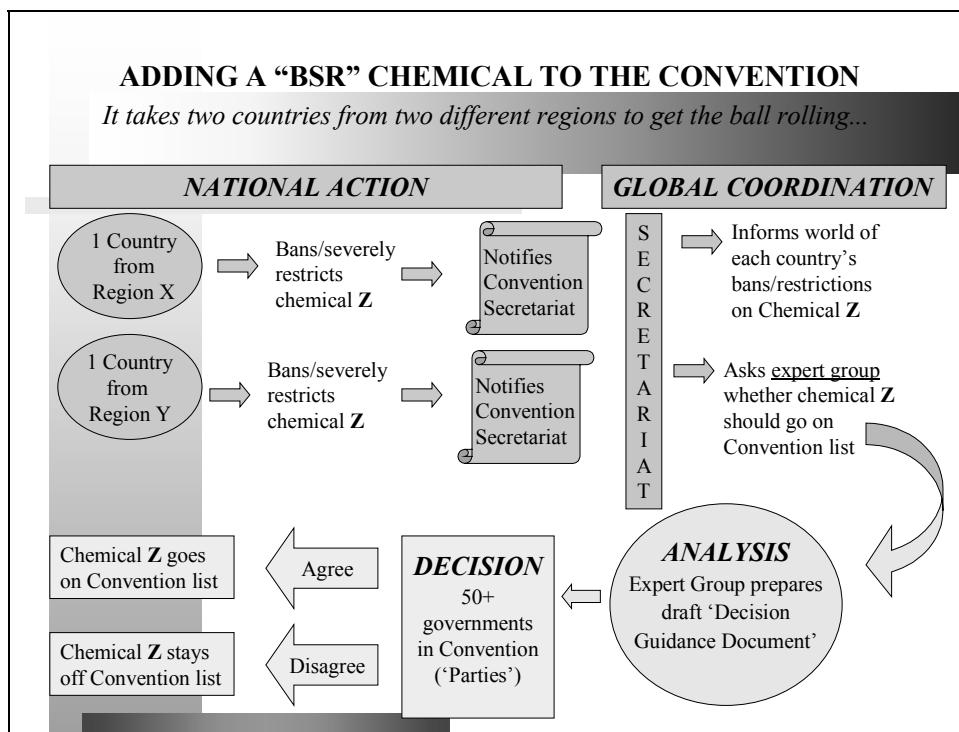 ADDING A “BSR” CHEMICAL TO THE CONVENTION
It takes two countries from two different regions to get the ball rolling...
NATIONAL ACTION
1 Country
from
Region X
Bans/severely
restricts
chemical Z
Notifies
Convention
Secretariat
1 Country
from
Region Y
Bans/severely
restricts
chemical Z
Notifies
Convention
Secretariat
GLOBAL COORDINATION
S
E
C
R
E
T
A
R
I
A
T
Informs world of
each country’s
bans/restrictions
on Chemical Z
Asks expert group
whether chemical Z
should go on
Convention list
ANALYSIS
Expert Group prepares
draft ‘Decision
Guidance Document’
DECISION
50+
governments
in Convention
(‘Parties’)
Agree
Chemical Z goes
on Convention list
Disagree
Chemical Z stays
off Convention list